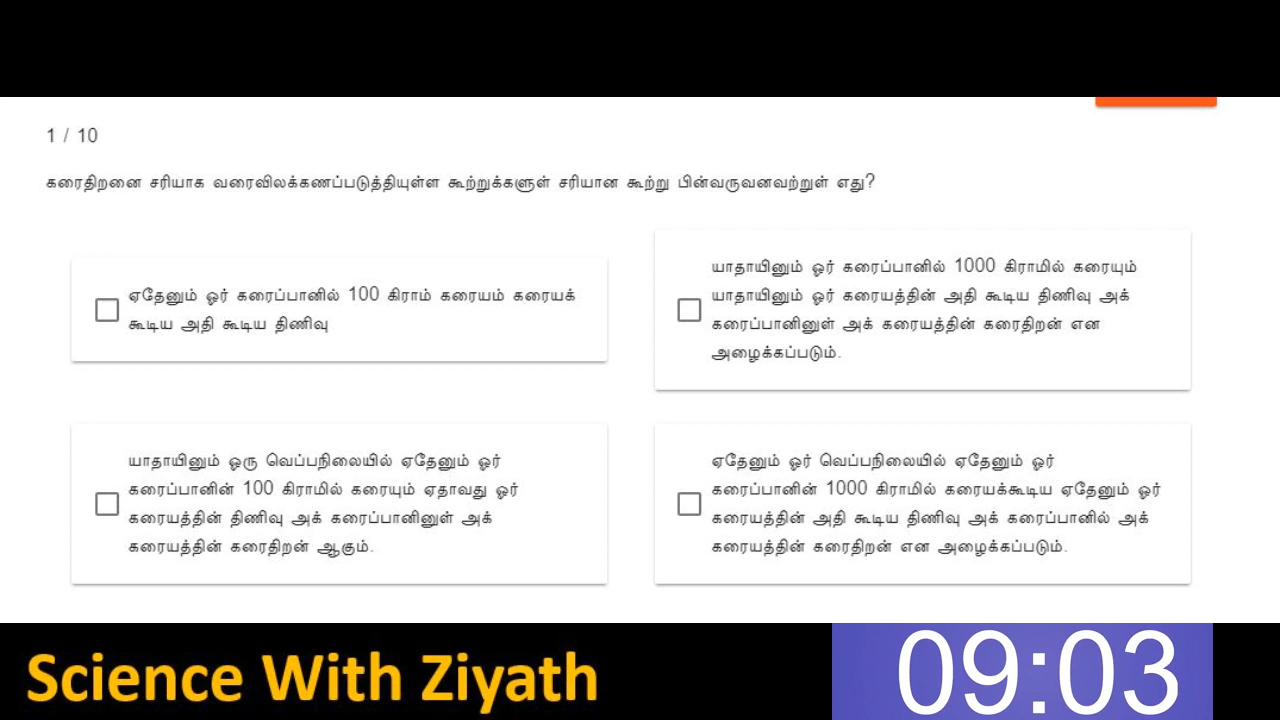 1 / 10
கரைதிறனை சரியாக வரைவிலக்கணப்படுத்தியுள்ள கூற்றுக்களுள் சரியான கூற்று பின்வருவனவற்றுள் எது?
ஏதேனும் ஓர் கரைப்பானில் 100 கிராம் கரையம் கரையக்
கூடிய அதி கூடிய திணிவு
யாதாயினும் ஓர் கரைப்பானில் 1000 கிராமில் கரையும்
யாதாயினும் ஓர் கரையத்தின் அதி கூடிய திணிவு அக்
கரைப்பானினுள் அக் கரையத்தின் கரைதிறன் என
அழைக்கப்படும்.
யாதாயினும் ஒரு வெப்பநிலையில் ஏதேனும் ஓர்
கரைப்பானின் 100 கிராமில் கரையும் ஏதாவது ஓர்
கரையத்தின் திணிவு அக் கரைப்பானினுள் அக்
கரையத்தின் கரைதிறன் ஆகும்.
ஏதேனும் ஓர் வெப்பநிலையில் ஏதேனும் ஓர்
கரைப்பானின் 1000 கிராமில் கரையக்கூடிய ஏதேனும் ஓர்
கரையத்தின் அதி கூடிய திணிவு அக் கரைப்பானில் அக்
கரையத்தின் கரைதிறன் என அழைக்கப்படும்.
Science With Ziyath
09:03